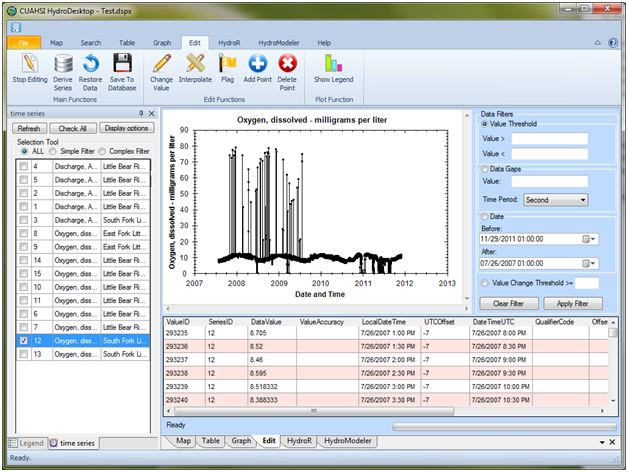 CUAHSI HydroDesktop - Test.dspx
File Map Search Table Graph Edit HydroR HydroModeler Help
Stop Editing Derive Series Restore Data Save To Database Change Value Interpolate Flag Add Point Delete Point Show Legend
Main Functions Edit Functions Plot Function
time series
Refresh Check All Display options
Selection Tool
ALL Simple Filter Complex Filter
4 Discharge, A... Little Bear Ri...
5 Discharge, A... Little Bear Ri...
2 Discharge, A... Little Bear Ri...
1 Discharge, A... Little Bear Ri...
3 Discharge, A... South Fork Li...
8 Oxygen, diss... East Fork Litt...
9 Oxygen, diss... East Fork Litt...
14 Oxygen, diss... Little Bear Ri...
15 Oxygen, diss... Little Bear Ri...
10 Oxygen, diss... Little Bear Ri...
11 Oxygen, diss... Little Bear Ri...
6 Oxygen, diss... Little Bear Ri...
7 Oxygen, diss... Little Bear Ri...
12 Oxygen, diss... South Fork Li...
13 Oxygen, diss... South Fork Li...
Legend time series
Oxygen, dissolved - milligrams per liter
Oxygen, dissolved - milligrams per liter
90
80
70
60
50
40
30
20
10
0
2007 2008 2009 2010 2011 2012 2013
Date and Time
Data Filters
Value Threshold
Value >
Value <
Data Gaps
Value:
Time Period: Second
Date
Before:
11/29/2011 01:00:00
After:
07/26/2007 01:00:00
Value Change Threshold >=
Clear Filter Apply Filter
ValueID SeriesID DataValue ValueAccuracy LocalDateTime UTCOffset DateTimeUTC QualifierCode Offse
293235 12 8.705 7/26/2007 1:00 PM -7 7/26/2007 8:00 PM
293236 12 8.52 7/26/2007 1:30 PM -7 7/26/2007 8:30 PM
293237 12 8.46 7/26/2007 2:00 PM -7 7/26/2007 9:00 PM
293238 12 8.595 7/26/2007 2:30 PM -7 7/26/2007 9:30 PM
293239 12 8.518332 7/26/2007 3:00 PM -7 7/26/2007 10:00 PM
293240 12 8.388333 7/26/2007 3:30 PM -7 7/26/2007 10:30 PM
Ready
Map Table Graph Edit HydroR HydroModeler
Ready.